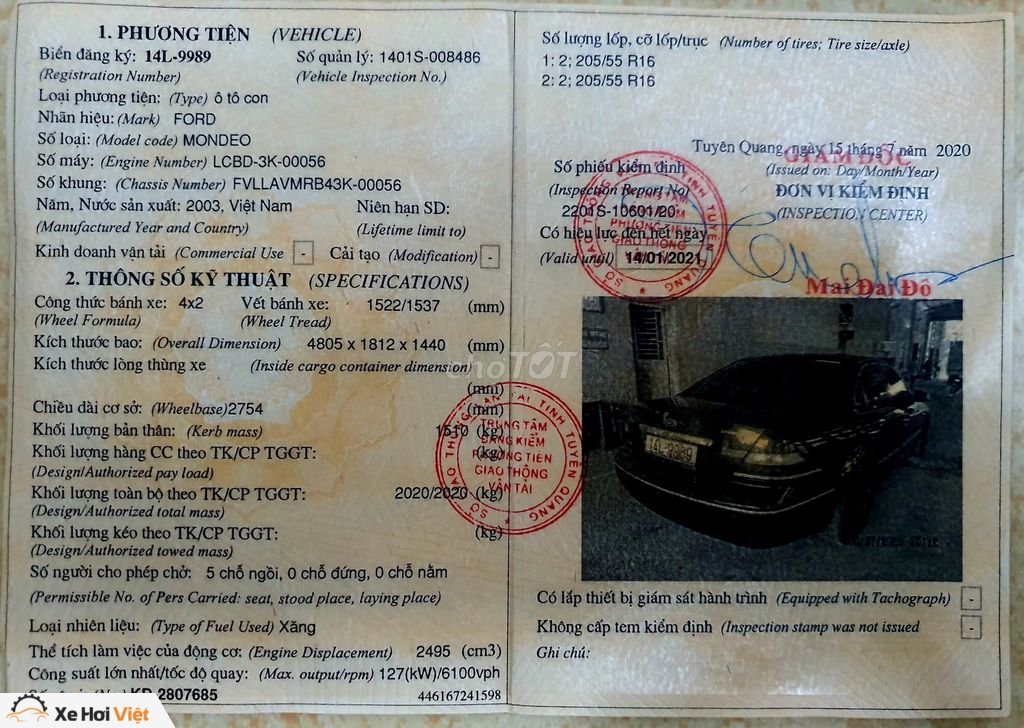 1. PHƯƠNG TIỆN (VEHICLE)
Biển đăng ký: 14L-9989 Số quản lý: 1401S-008486
(Registration Number) (Vehicle Inspection No.)
Loại phương tiện: (Type) ô tô con
Nhãn hiệu: (Mark) FORD
Số loại: (Model code) MONDEO
Số máy: (Engine Number) LCBD-3K-00056
Số khung: (Chassis Number) FVLLAVMRB43K-00056
Năm, Nước sản xuất: 2003, Việt Nam Niên hạn SD:
(Manufactured Year and Country) (Lifetime limit to)
Kinh doanh vận tải (Commercial Use - Cải tạo (Modification) -
2. THÔNG SỐ KỸ THUẬT (SPECIFICATIONS)
Công thức bánh xe: 4x2 Vết bánh xe: 1522/1537 (mm)
(Wheel Formula) (Wheel Tread)
Kích thước bao: (Overall Dimension) 4805 x 1812 x 1440 (mm)
Kích thước lòng thùng xe (Inside cargo container dimension)
(mm)
Chiều dài cơ sở: (Wheelbase)2754 (mm)
Khối lượng bản thân: (Kerb mass) 1510 (kg)
Khối lượng hàng CC theo TK/CP TGGT: (kg)
(Design/Authorized pay load)
Khối lượng toàn bộ theo TK/CP TGGT: 2020/2020 (kg)
(Design/Authorized total mass)
Khối lượng kéo theo TK/CP TGGT: (kg)
(Design/Authorized towed mass)
Số người cho phép chở: 5 chỗ ngồi, 0 chỗ đứng, 0 chỗ nằm
(Permissible No. of Pers Carried: seat, stood place, laying place)
Loại nhiên liệu: (Type of Fuel Used) Xăng
Thể tích làm việc của động cơ: (Engine Displacement) 2495 (cm3)
Công suất lớn nhất/tốc độ quay: (Max. output/rpm) 127(kW)/6100vph
KD-2807685 446167241598
Xe Hơi Việt
SỞ GIAO THÔNG VẬN TẢI TỈNH TUYÊN QUANG
TRUNG TÂM
ĐĂNG KIỂM
PHƯƠNG TIỆN
GIAO THÔNG
VẬN TẢI
chợTỐT
Số lượng lốp, cỡ lốp/trục (Number of tires; Tire size/axle)
1: 2; 205/55 R16
2: 2; 205/55 R16
Tuyên Quang, ngày 15 tháng 7 năm 2020
(Issued on: Day/Month/Year)
GIÁM ĐỐC
Số phiếu kiểm định
ĐƠN VỊ KIỂM ĐỊNH
(Inspection Report No)
(INSPECTION CENTER)
2201S-10601/20
Có hiệu lực đến hết ngày
(Valid until) 14/01/2021
Mai Đại Độ
14L-9989
Có lắp thiết bị giám sát hành trình (Equipped with Tachograph) -
Không cấp tem kiểm định (Inspection stamp was not issued -
Ghi chú: